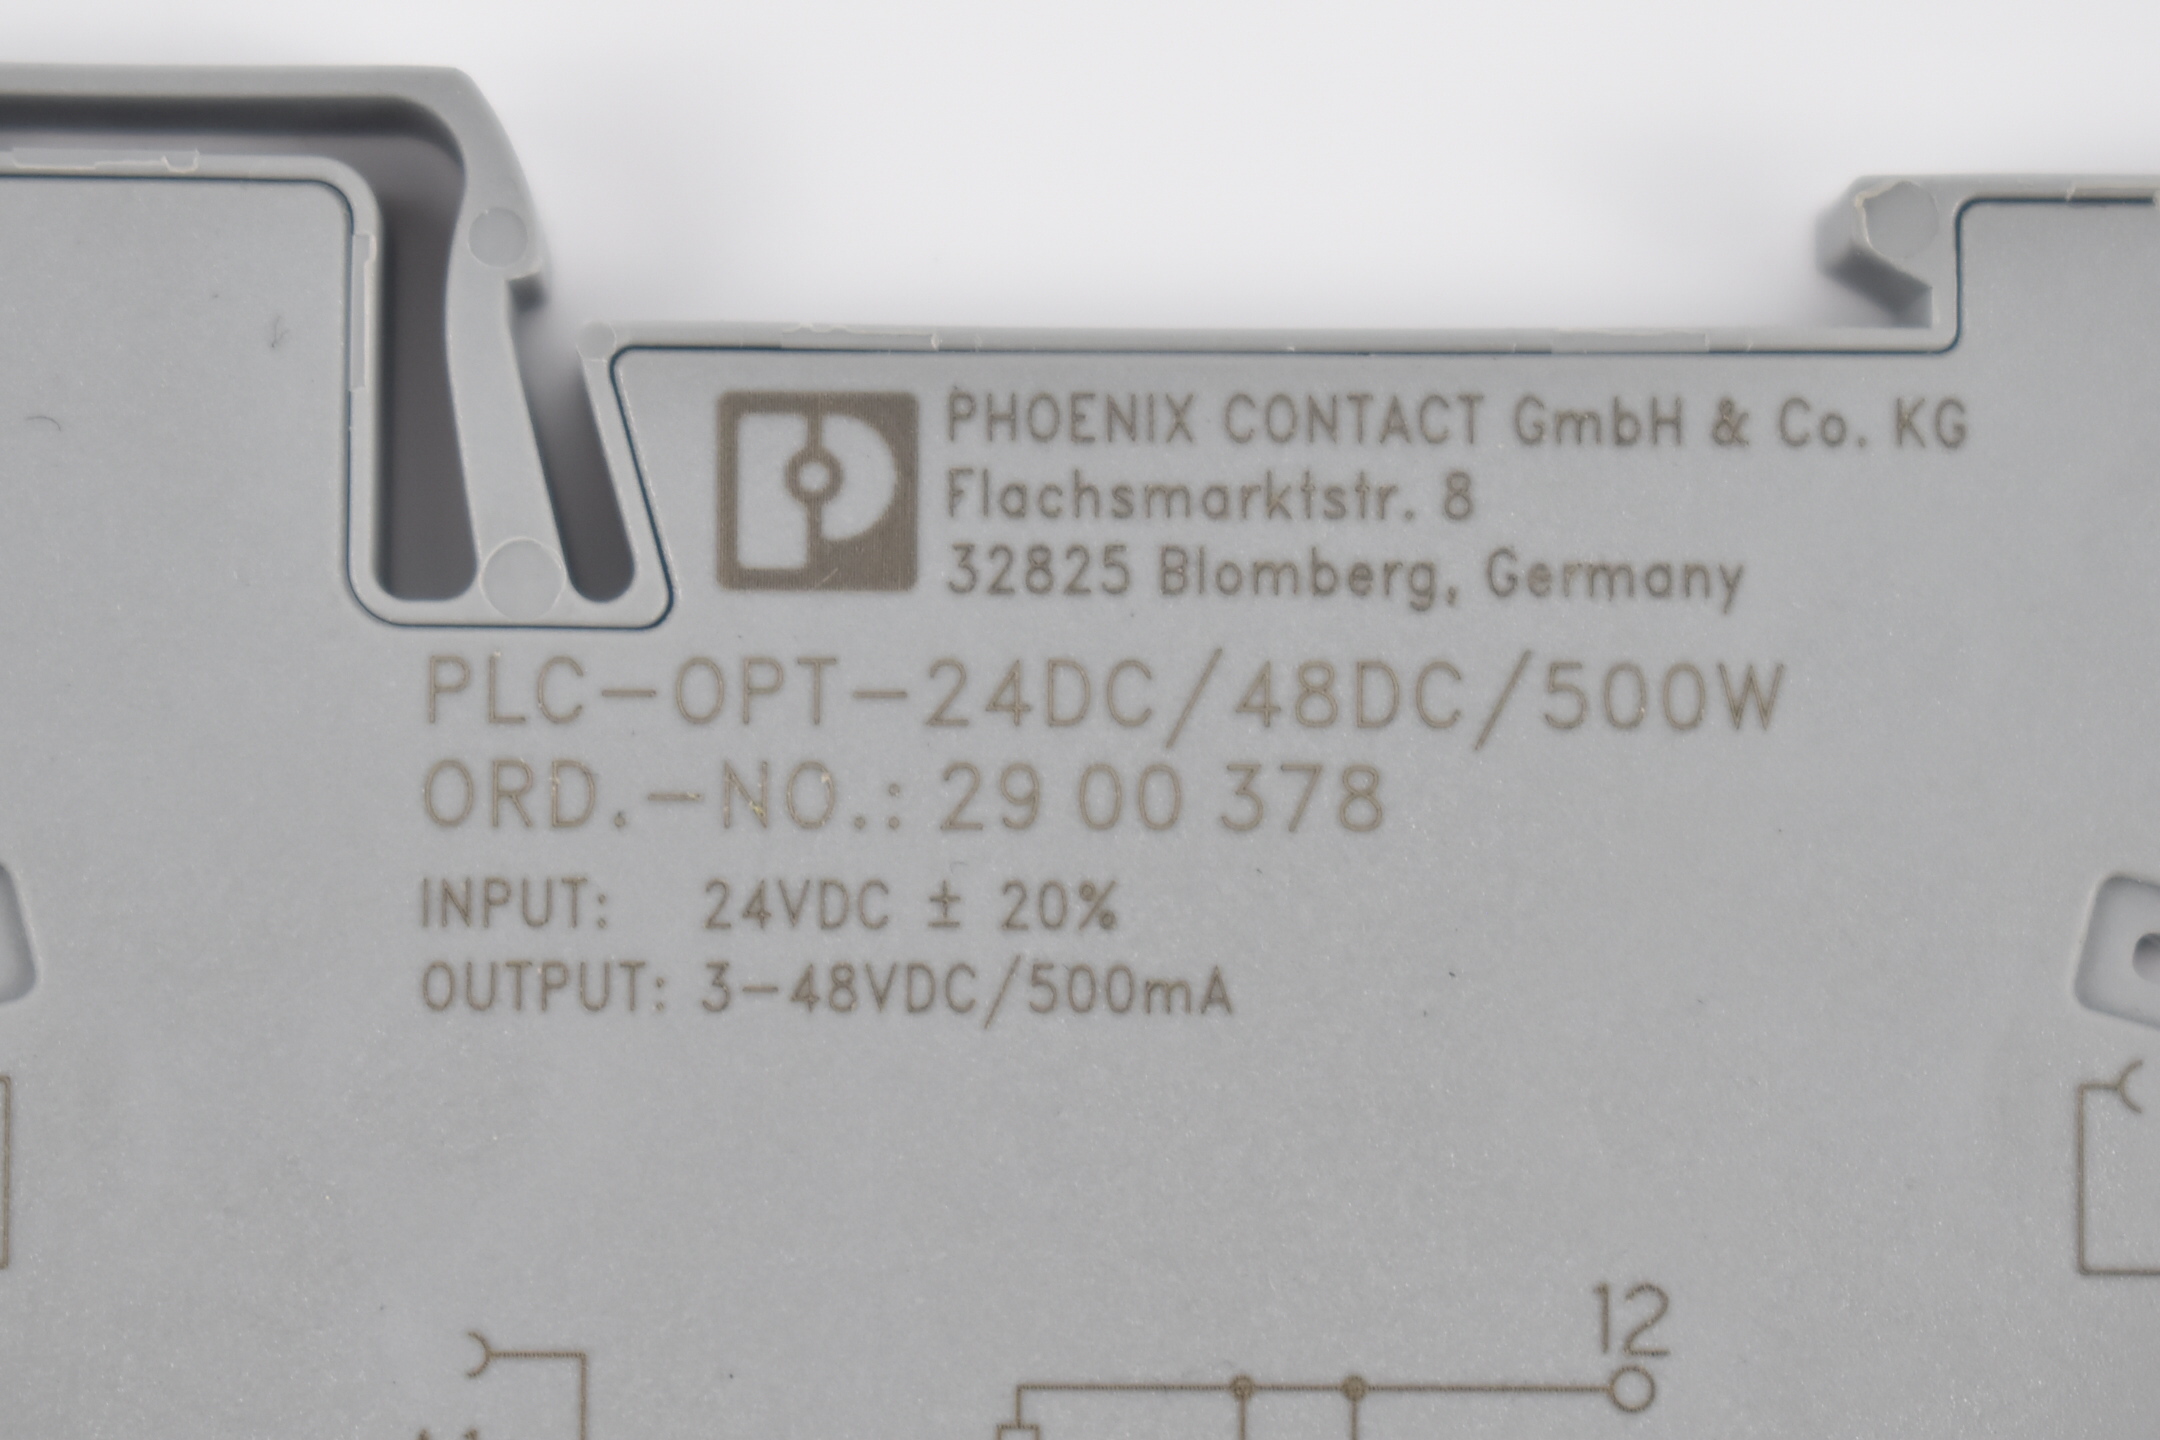 PHOENIX CONTACT GmbH & Co. KG
Flachsmarktstr. 8
32825 Blomberg, Germany
PLC-OPT-24DC/48DC/500W
ORD.-NO.: 29 00 378
INPUT: 24VDC ± 20%
OUTPUT: 3-48VDC/500mA
12